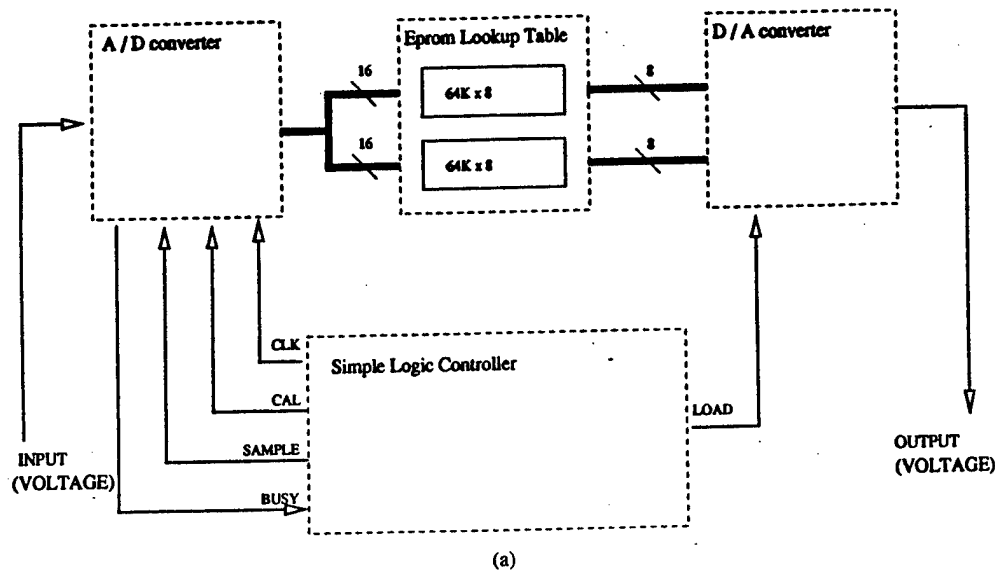 A / D converter
Eprom Lookup Table
D / A converter
16
64K x 8
8
16
64K x 8
8
CLK
Simple Logic Controller
CAL
LOAD
SAMPLE
INPUT
(VOLTAGE)
OUTPUT
(VOLTAGE)
BUSY
(a)